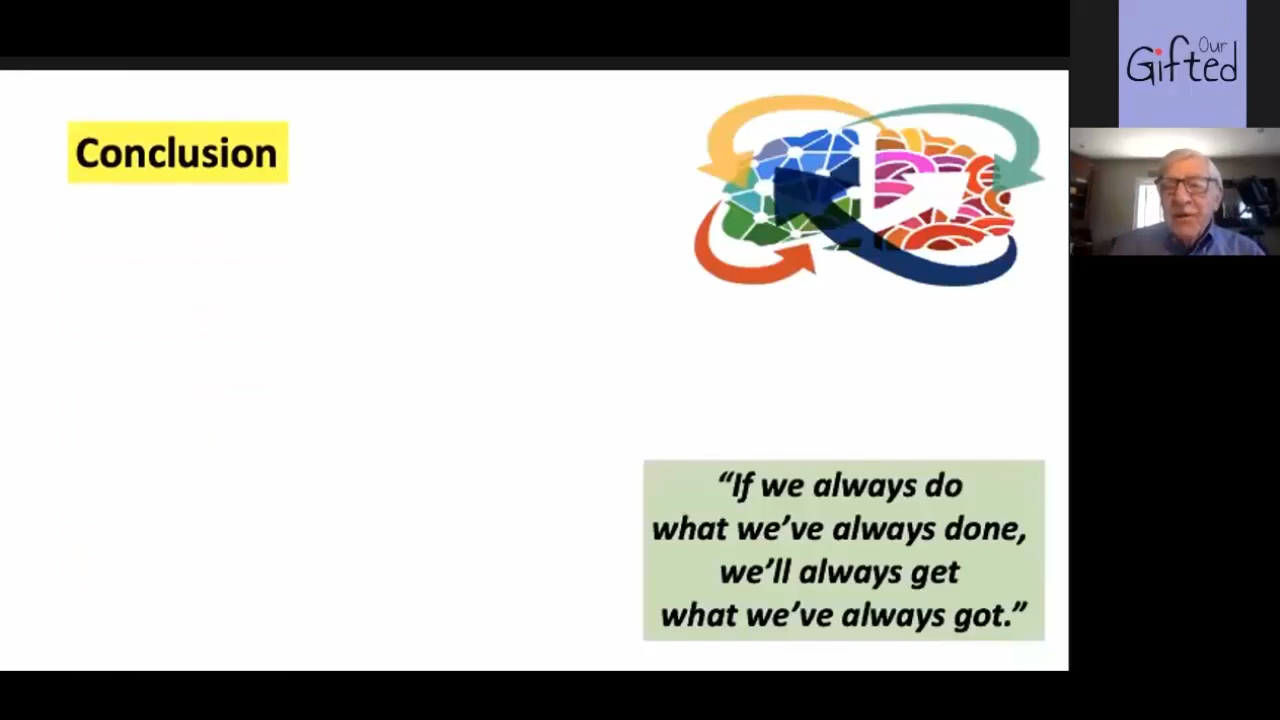 Conclusion
“If we always do
what we’ve always done,
we’ll always get
what we’ve always got.”
Our
Gifted